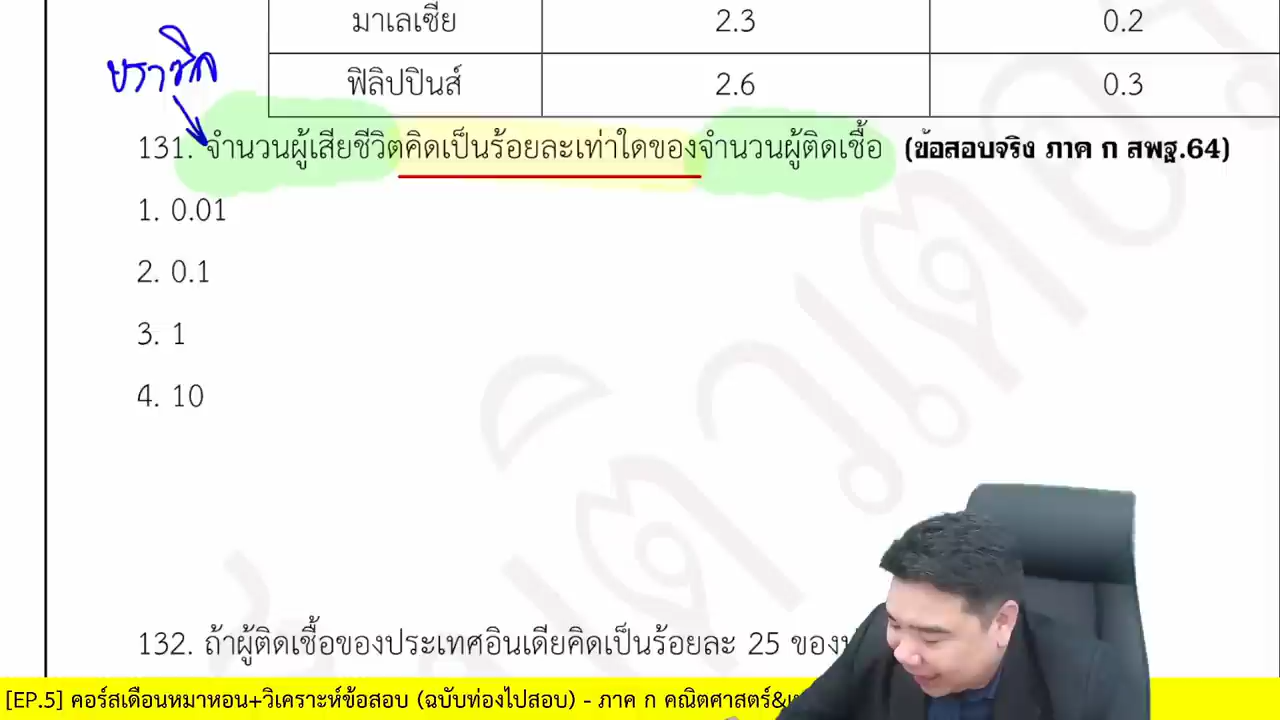 มาเลเซีย 2.3 0.2
ฟิลิปปินส์ 2.6 0.3
บราซิล
131. จำนวนผู้เสียชีวิตคิดเป็นร้อยละเท่าใดของจำนวนผู้ติดเชื้อ (ข้อสอบจริง ภาค ก สพฐ.64)
1. 0.01
2. 0.1
3. 1
4. 10
132. ถ้าผู้ติดเชื้อของประเทศอินเดียคิดเป็นร้อยละ 25 ของ
[EP.5] คอร์สเดือนหมาหอน+วิเคราะห์ข้อสอบ (ฉบับท่องไปสอบ) - ภาค ก คณิตศาสตร์&